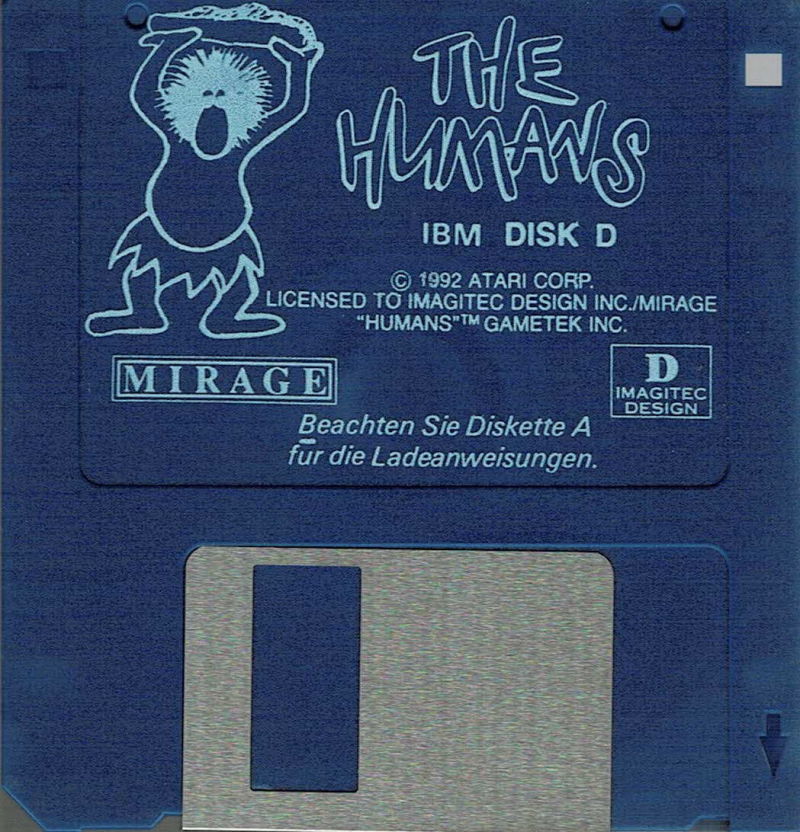 THE
HUMANS
IBM DISK D
© 1992 ATARI CORP.
LICENSED TO IMAGITEC DESIGN INC./MIRAGE
"HUMANS"™ GAMETEK INC.
MIRAGE
D
IMAGITEC
DESIGN
Beachten Sie Diskette A
für die Ladeanweisungen.